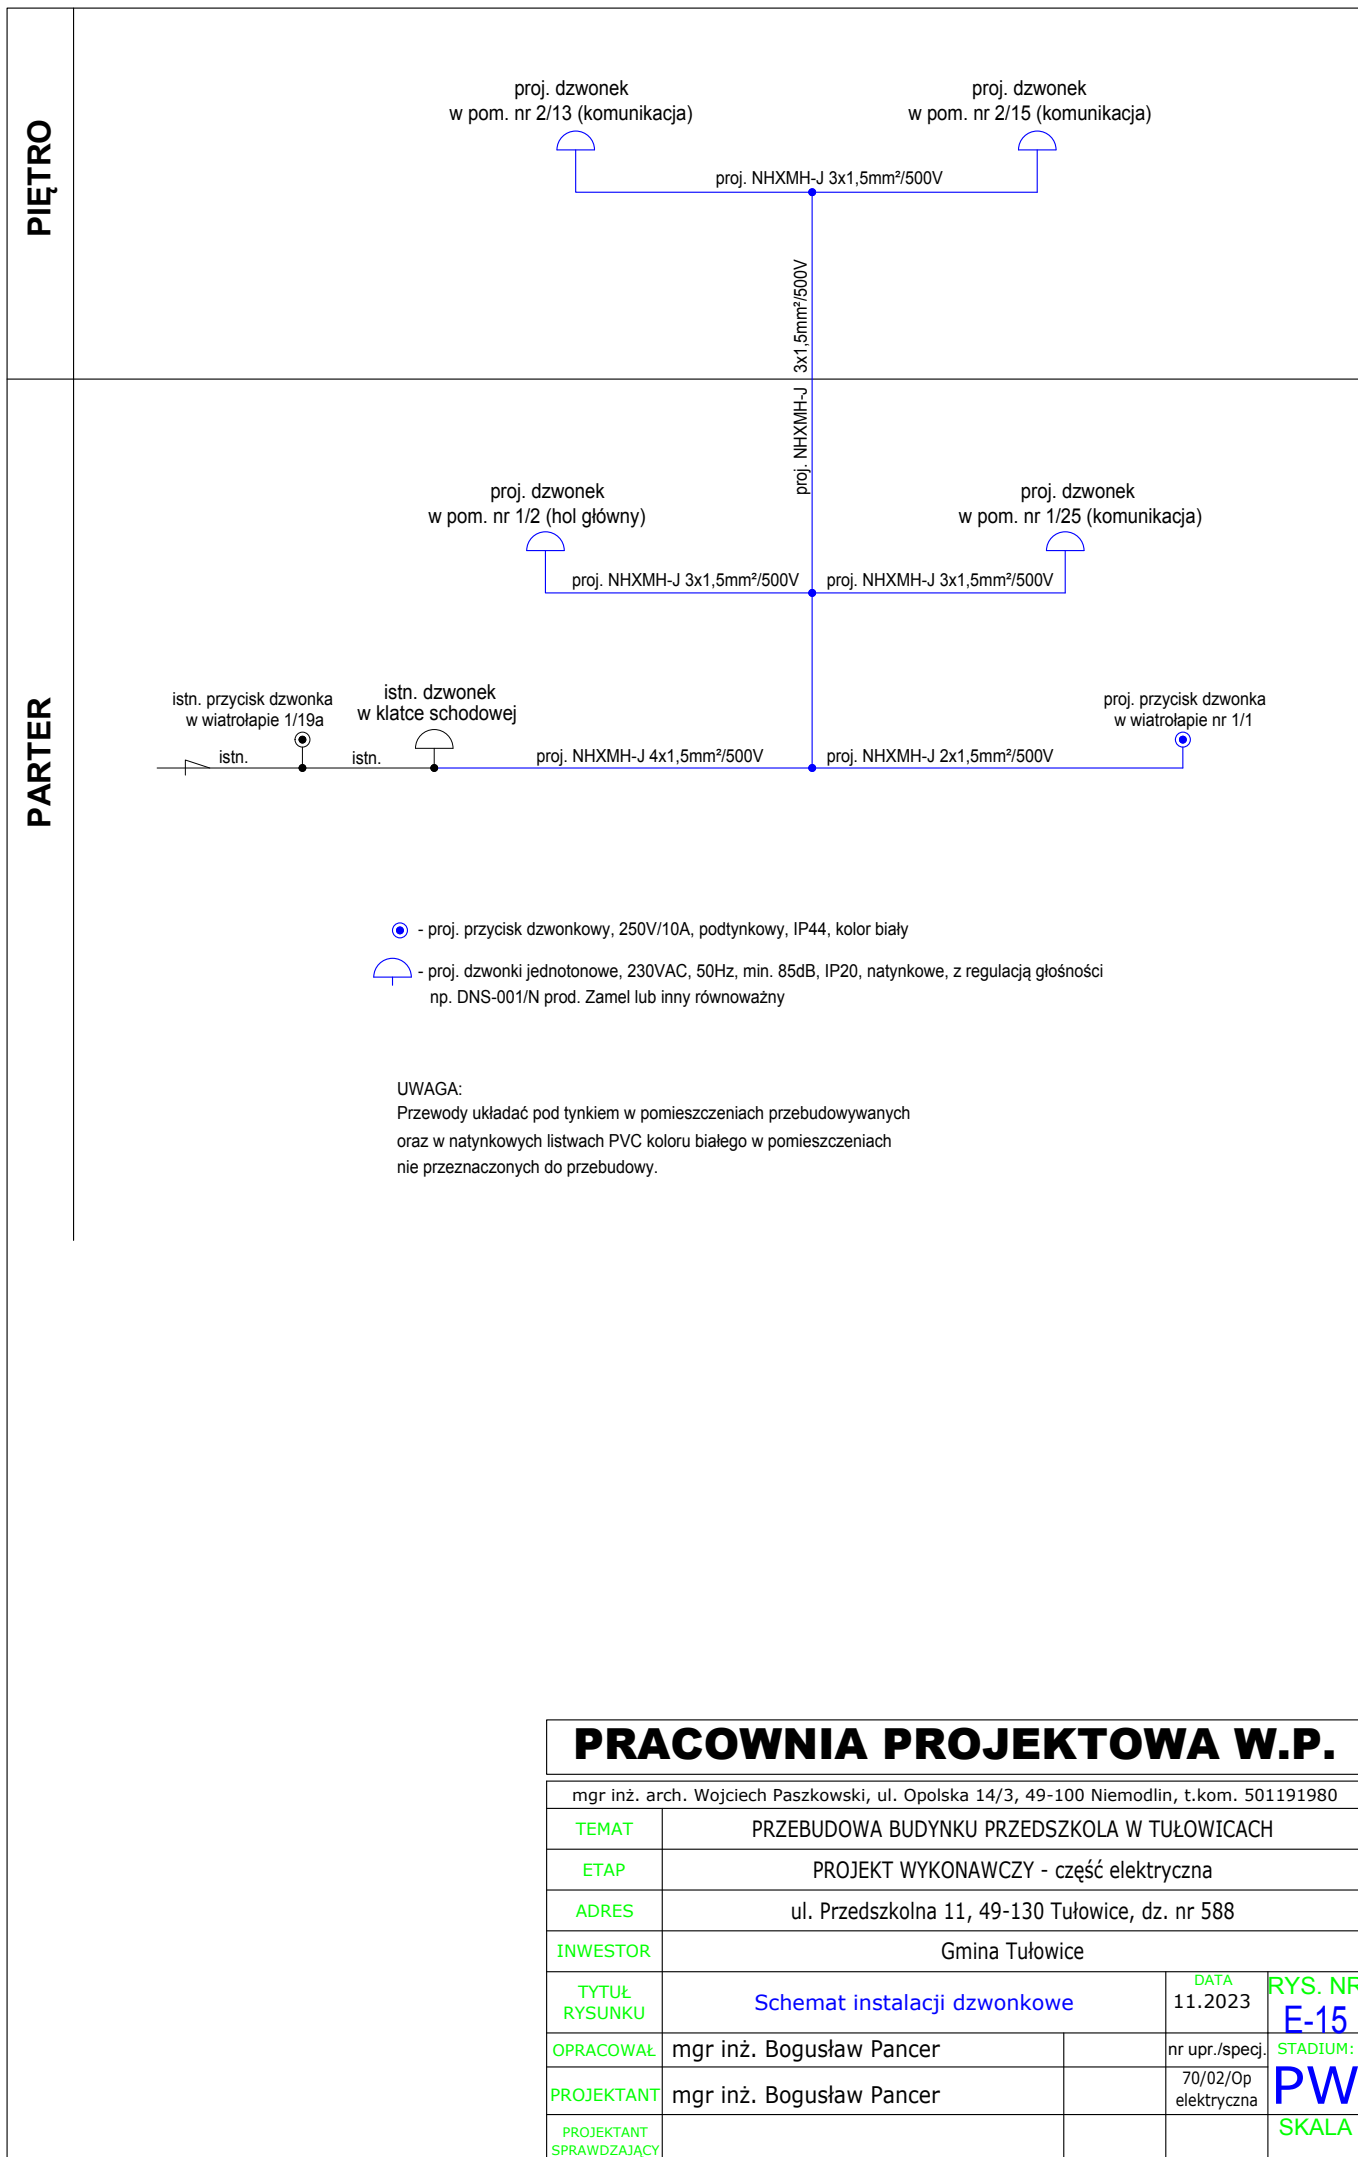 PIĘTRO
proj. dzwonek
w pom. nr 2/13 (komunikacja)
proj. dzwonek
w pom. nr 2/15 (komunikacja)
proj. NHXMH-J 3x1,5mm²/500V
proj. NHXMH-J 3x1,5mm²/500V
PARTER
proj. dzwonek
w pom. nr 1/2 (hol główny)
proj. dzwonek
w pom. nr 1/25 (komunikacja)
proj. NHXMH-J 3x1,5mm²/500V
proj. NHXMH-J 3x1,5mm²/500V
istn. przycisk dzwonka
w wiatrołapie 1/19a
istn. dzwonek
w klatce schodowej
proj. przycisk dzwonka
w wiatrołapie nr 1/1
istn.
istn.
proj. NHXMH-J 4x1,5mm²/500V
proj. NHXMH-J 2x1,5mm²/500V
- proj. przycisk dzwonkowy, 250V/10A, podtynkowy, IP44, kolor biały
- proj. dzwonki jednotonowe, 230VAC, 50Hz, min. 85dB, IP20, natynkowe, z regulacją głośności
np. DNS-001/N prod. Zamel lub inny równoważny
UWAGA:
Przewody układać pod tynkiem w pomieszczeniach przebudowywanych
oraz w natynkowych listwach PVC koloru białego w pomieszczeniach
nie przeznaczonych do przebudowy.
PRACOWNIA PROJEKTOWA W.P.
mgr inż. arch. Wojciech Paszkowski, ul. Opolska 14/3, 49-100 Niemodlin, t.kom. 501191980
TEMAT
PRZEBUDOWA BUDYNKU PRZEDSZKOLA W TUŁOWICACH
ETAP
PROJEKT WYKONAWCZY - część elektryczna
ADRES
ul. Przedszkolna 11, 49-130 Tułowice, dz. nr 588
INWESTOR
Gmina Tułowice
TYTUŁ
RYSUNKU
Schemat instalacji dzwonkowe
DATA
11.2023
RYS. NR
E-15
OPRACOWAŁ
mgr inż. Bogusław Pancer
nr upr./specj.
STADIUM:
PROJEKTANT
mgr inż. Bogusław Pancer
70/02/Op
elektryczna
PW
PROJEKTANT
SPRAWDZAJĄCY
SKALA